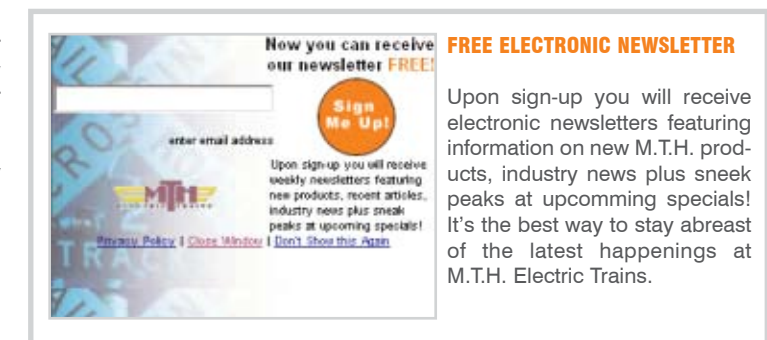 Now you can receive
our newsletter FREE!
Sign
Me Up!
enter email address
Upon sign-up you will receive
weekly newsletters featuring
new products, recent articles,
industry news plus sneak
peaks at upcoming specials!
MTH
ELECTRIC TRAINS
Privacy Policy | Close Window | Don't Show this Again
FREE ELECTRONIC NEWSLETTER
Upon sign-up you will receive
electronic newsletters featuring
information on new M.T.H. prod-
ucts, industry news plus sneek
peaks at upcomming specials!
It's the best way to stay abreast
of the latest happenings at
M.T.H. Electric Trains.